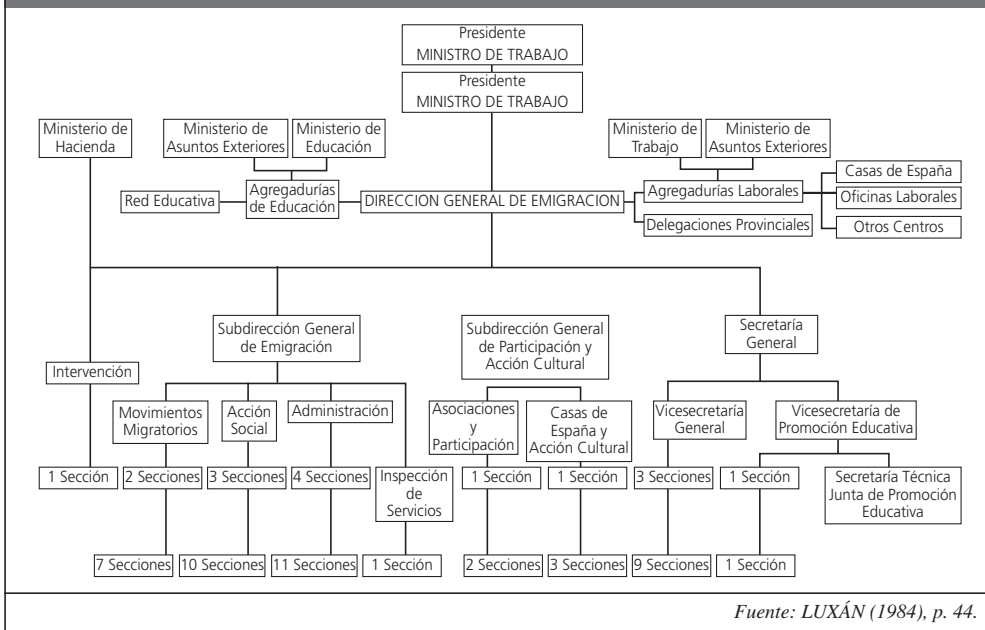 Presidente
MINISTRO DE TRABAJO
Presidente
MINISTRO DE TRABAJO
Ministerio de
Hacienda
Ministerio de
Asuntos Exteriores
Ministerio de
Educación
Ministerio de
Trabajo
Ministerio de
Asuntos Exteriores
Red Educativa
Agregadurías
de Educación
DIRECCION GENERAL DE EMIGRACION
Agregadurías Laborales
Delegaciones Provinciales
Casas de España
Oficinas Laborales
Otros Centros
Intervención
Subdirección General
de Emigración
Subdirección General
de Participación y
Acción Cultural
Secretaría
General
Movimientos
Migratorios
Acción
Social
Administración
Asociaciones
y
Participación
Casas de
España y
Acción Cultural
Vicesecretaría
General
Vicesecretaría de
Promoción Educativa
1 Sección
2 Secciones
3 Secciones
4 Secciones
Inspección
de
Servicios
1 Sección
1 Sección
3 Secciones
1 Sección
Secretaría Técnica
Junta de Promoción
Educativa
7 Secciones
10 Secciones
11 Secciones
1 Sección
2 Secciones
3 Secciones
9 Secciones
1 Sección
Fuente: LUXÁN (1984), p. 44.